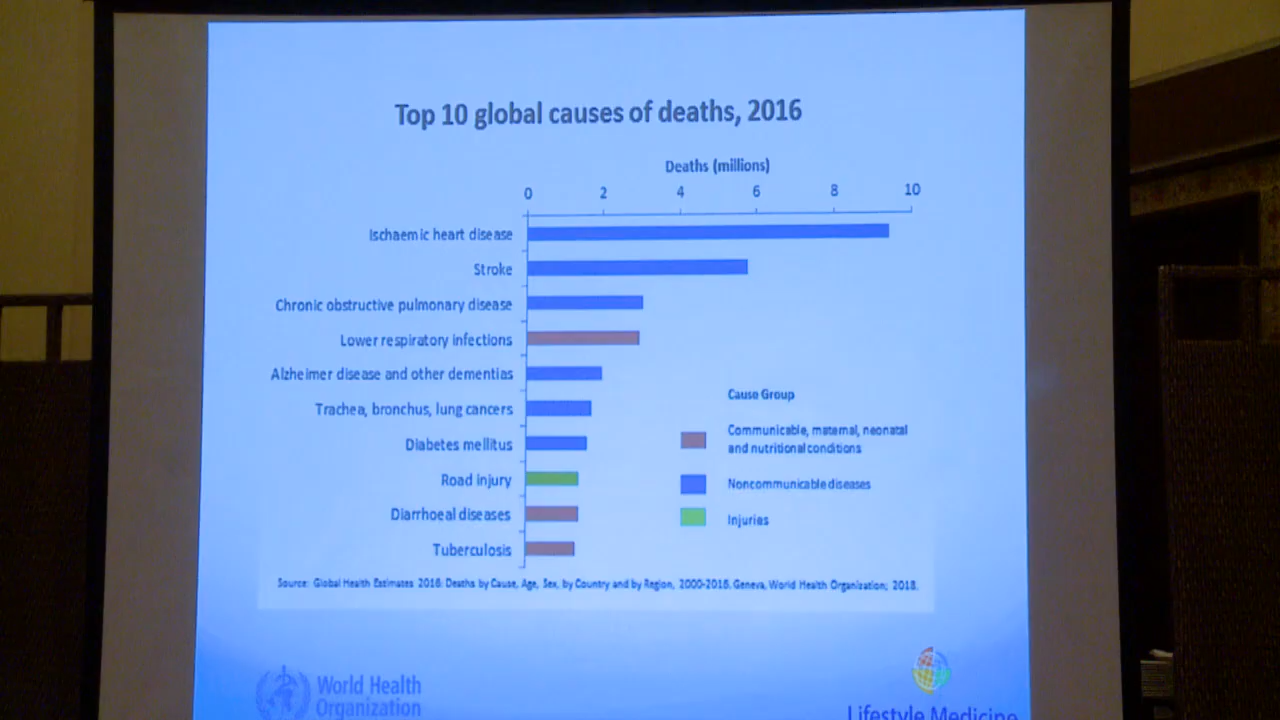 Top 10 global causes of deaths, 2016
Deaths (millions)
0 2 4 6 8 10
Ischaemic heart disease
Stroke
Chronic obstructive pulmonary disease
Lower respiratory infections
Alzheimer disease and other dementias
Trachea, bronchus, lung cancers
Diabetes mellitus
Road injury
Diarrhoeal diseases
Tuberculosis
Cause Group
Communicable, maternal, neonatal
and nutritional conditions
Noncommunicable diseases
Injuries
Source: Global Health Estimates 2016: Deaths by Cause, Age, Sex, by Country and by Region, 2000-2016. Geneva, World Health Organization; 2018.
World Health
Organization
Lifestyle Medicine